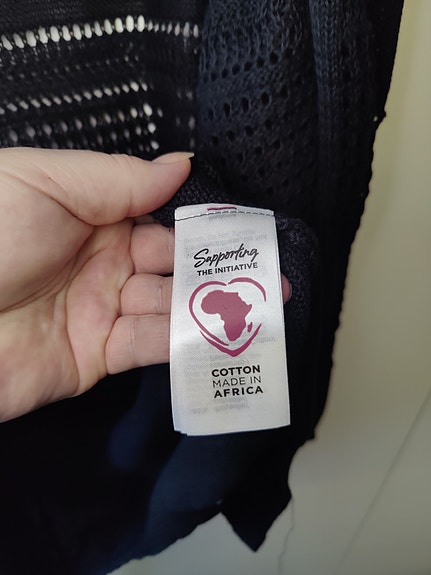 Supporting
THE INITIATIVE
COTTON
MADE IN
AFRICA